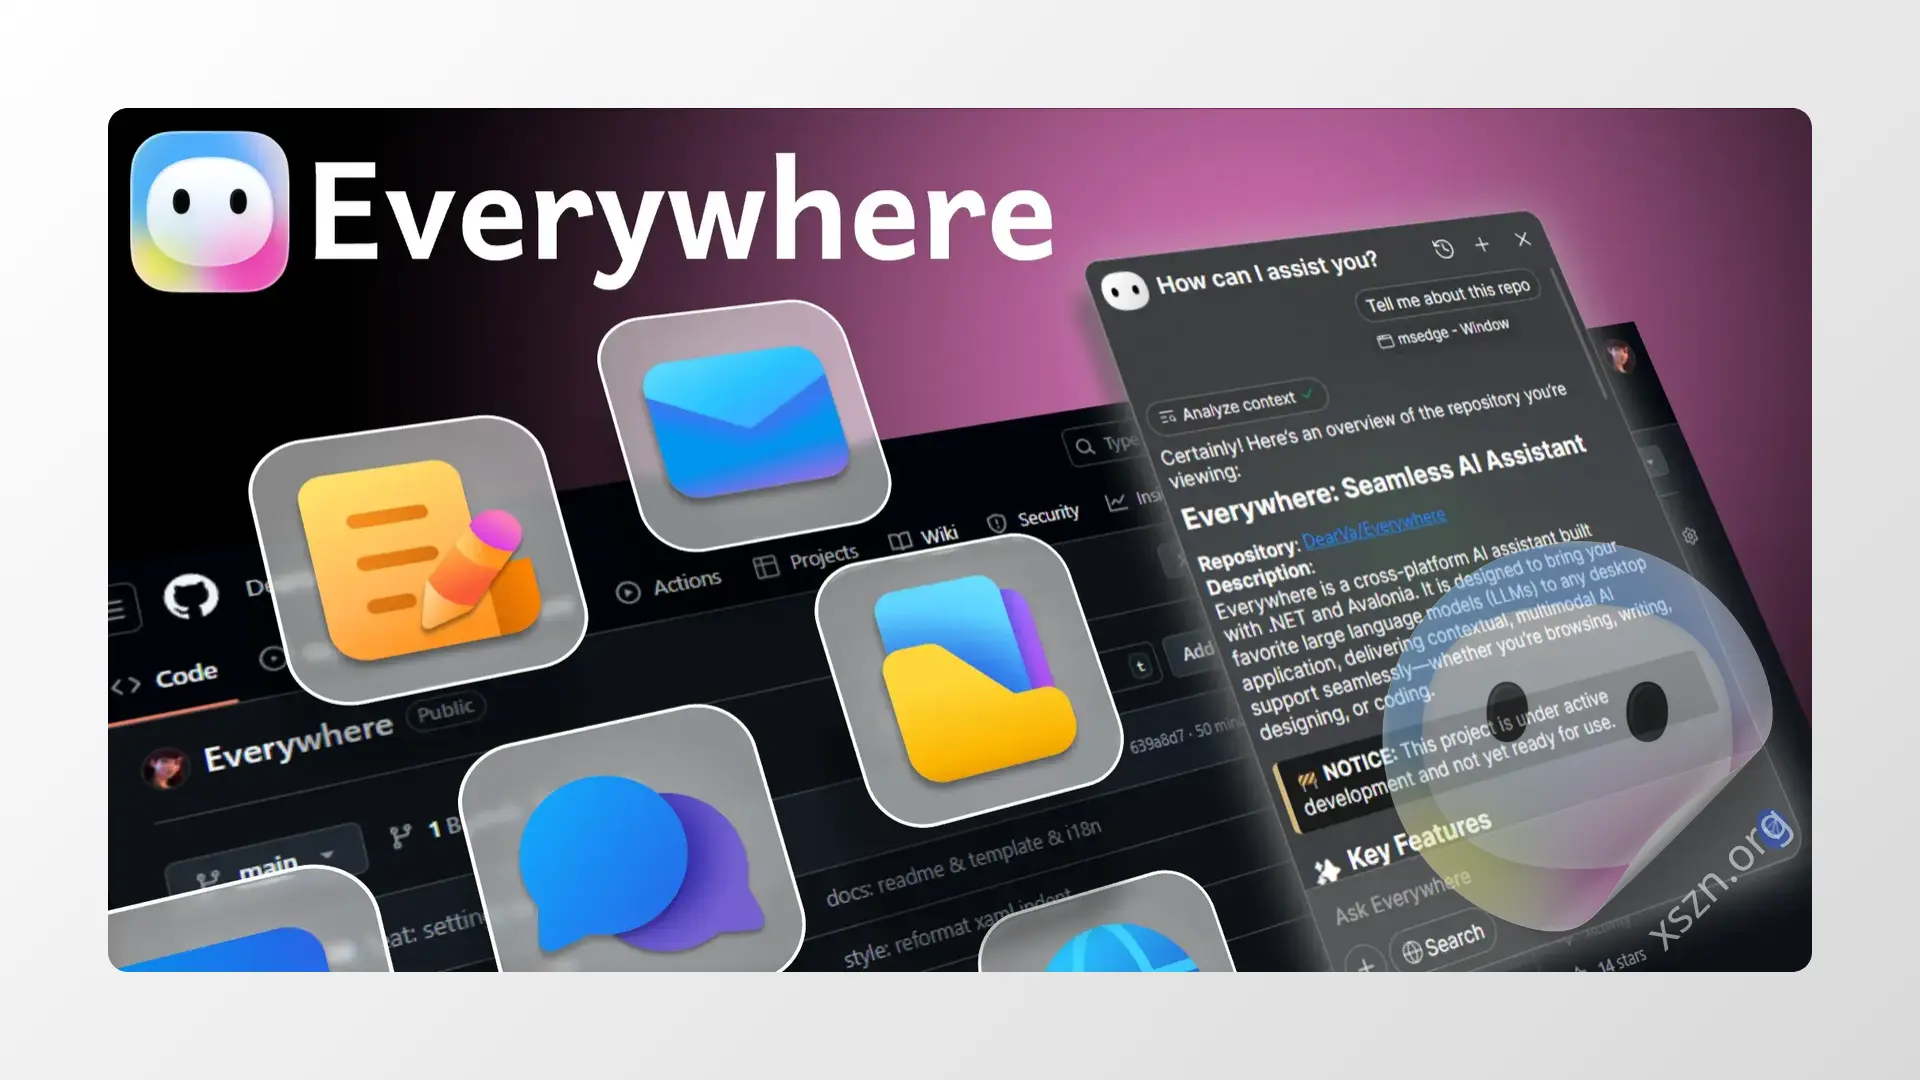 Everywhere
How can I assist you?
Tell me about this repo
msedge - Window
Analyze context
Certainly! Here's an overview of the repository you're
viewing:
Everywhere: Seamless AI Assistant
Repository: DearVa/Everywhere
Description:
Everywhere is a cross-platform AI assistant built
with .NET and Avalonia. It is designed to bring your
favorite large language models (LLMs) to any desktop
application, delivering contextual, multimodal AI
support seamlessly—whether you're browsing, writing,
designing, or coding.
NOTICE: This project is under active
development and not yet ready for use.
Key Features
Ask Everywhere
Search
Type
Code
Actions
Projects
Wiki
Security
Everywhere
Public
t
Add
main
1
639a8d7 · 50
docs: readme & template & i18n
style: reformat xaml indent
14 stars
xszn.org